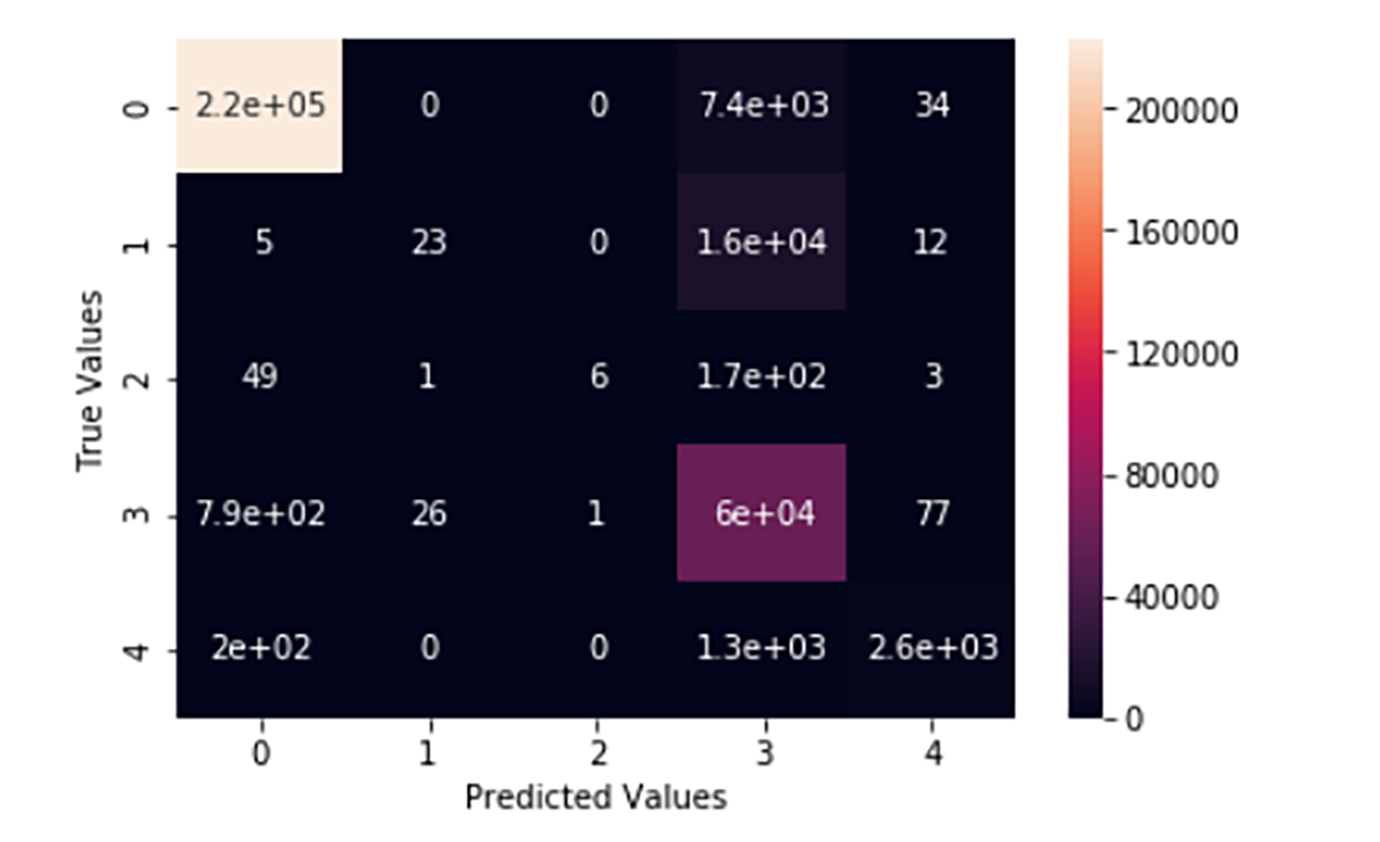 0 2.2e+05 0 0 7.4e+03 34
1 5 23 0 1.6e+04 12
2 49 1 6 1.7e+02 3
3 7.9e+02 26 1 6e+04 77
4 2e+02 0 0 1.3e+03 2.6e+03
0 1 2 3 4
True Values
Predicted Values
200000
160000
120000
80000
40000
0